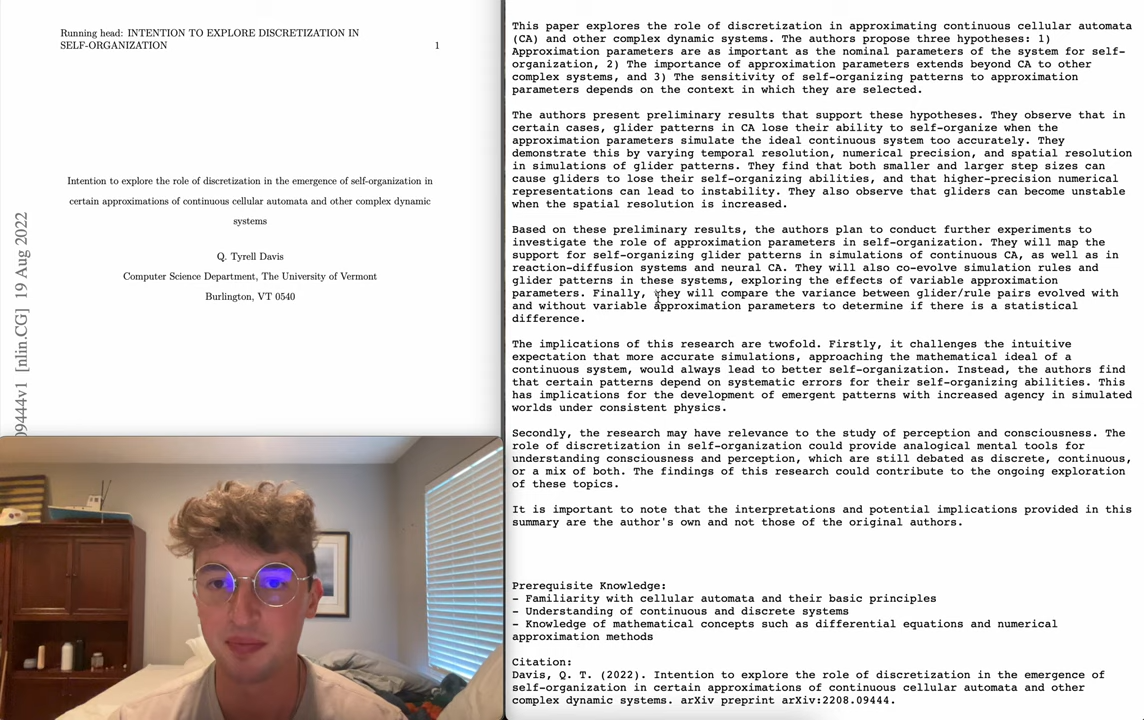 Running head: INTENTION TO EXPLORE DISCRETIZATION IN
SELF-ORGANIZATION 1
Intention to explore the role of discretization in the emergence of self-organization in
certain approximations of continuous cellular automata and other complex dynamic
systems
Q. Tyrell Davis
Computer Science Department, The University of Vermont
Burlington, VT 0540
09444v1 [nlin.CG] 19 Aug 2022
This paper explores the role of discretization in approximating continuous cellular automata
(CA) and other complex dynamic systems. The authors propose three hypotheses: 1)
Approximation parameters are as important as the nominal parameters of the system for self-
organization, 2) The importance of approximation parameters extends beyond CA to other
complex systems, and 3) The sensitivity of self-organizing patterns to approximation
parameters depends on the context in which they are selected.
The authors present preliminary results that support these hypotheses. They observe that in
certain cases, glider patterns in CA lose their ability to self-organize when the
approximation parameters simulate the ideal continuous system too accurately. They
demonstrate this by varying temporal resolution, numerical precision, and spatial resolution
in simulations of glider patterns. They find that both smaller and larger step sizes can
cause gliders to lose their self-organizing abilities, and that higher-precision numerical
representations can lead to instability. They also observe that gliders can become unstable
when the spatial resolution is increased.
Based on these preliminary results, the authors plan to conduct further experiments to
investigate the role of approximation parameters in self-organization. They will map the
support for self-organizing glider patterns in simulations of continuous CA, as well as in
reaction-diffusion systems and neural CA. They will also co-evolve simulation rules and
glider patterns in these systems, exploring the effects of variable approximation
parameters. Finally, they will compare the variance between glider/rule pairs evolved with
and without variable approximation parameters to determine if there is a statistical
difference.
The implications of this research are twofold. Firstly, it challenges the intuitive
expectation that more accurate simulations, approaching the mathematical ideal of a
continuous system, would always lead to better self-organization. Instead, the authors find
that certain patterns depend on systematic errors for their self-organizing abilities. This
has implications for the development of emergent patterns with increased agency in simulated
worlds under consistent physics.
Secondly, the research may have relevance to the study of perception and consciousness. The
role of discretization in self-organization could provide analogical mental tools for
understanding consciousness and perception, which are still debated as discrete, continuous,
or a mix of both. The findings of this research could contribute to the ongoing exploration
of these topics.
It is important to note that the interpretations and potential implications provided in this
summary are the author's own and not those of the original authors.
Prerequisite Knowledge:
- Familiarity with cellular automata and their basic principles
- Understanding of continuous and discrete systems
- Knowledge of mathematical concepts such as differential equations and numerical
approximation methods
Citation:
Davis, Q. T. (2022). Intention to explore the role of discretization in the emergence of
self-organization in certain approximations of continuous cellular automata and other
complex dynamic systems. arXiv preprint arXiv:2208.09444.